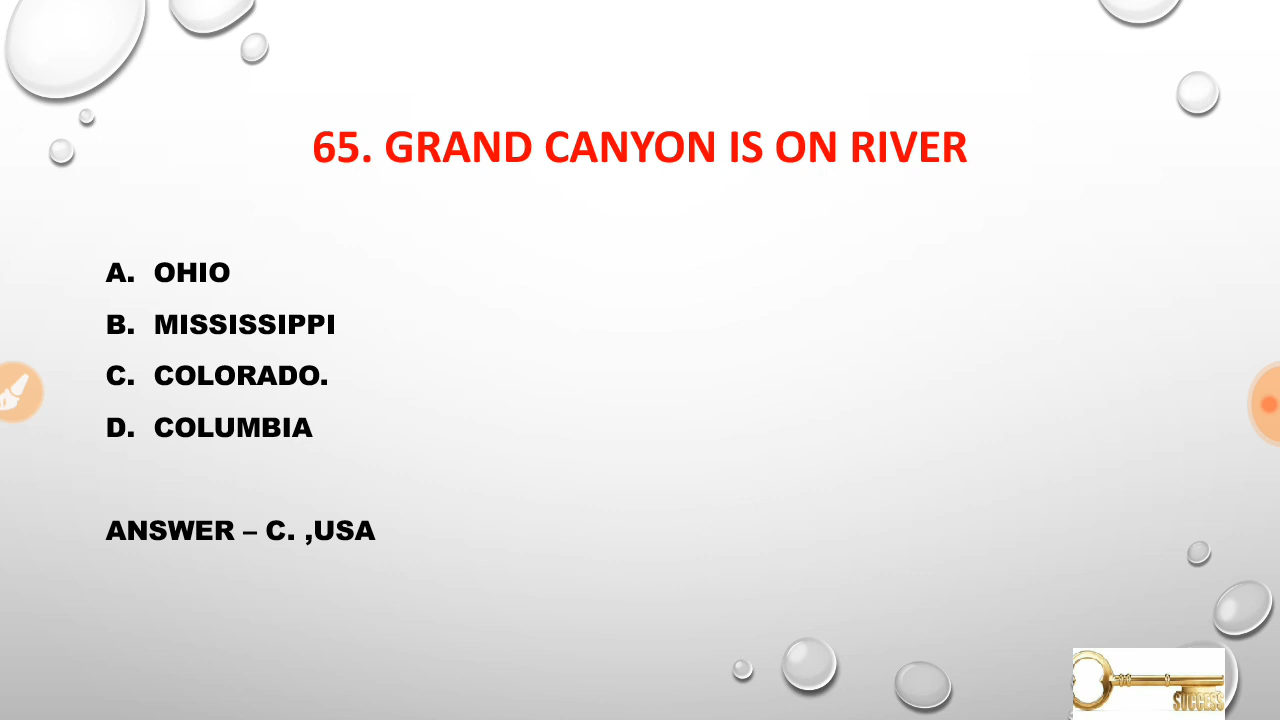 65. GRAND CANYON IS ON RIVER
A. OHIO
B. MISSISSIPPI
C. COLORADO.
D. COLUMBIA
ANSWER – C. ,USA
SUCCESS